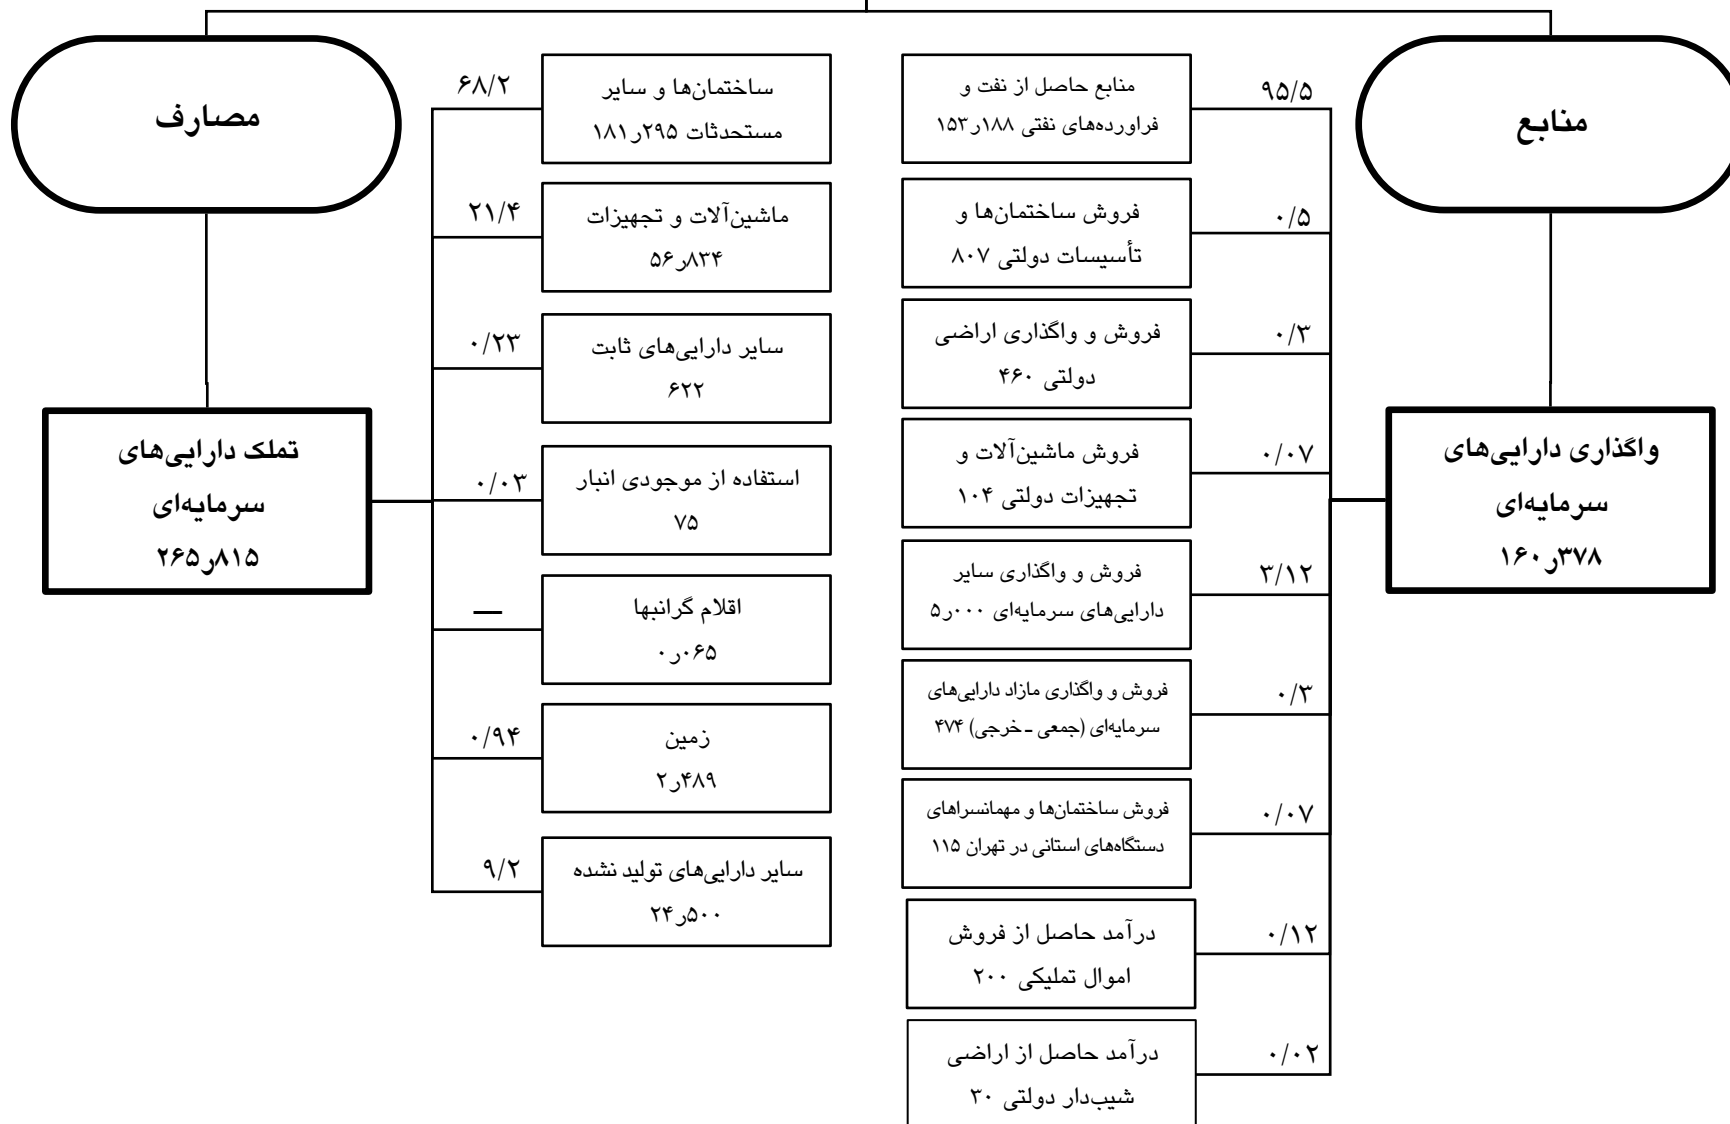 منابع
واگذاری دارایی‌های
سرمایه‌ای
۱۶۰ر۳۷۸
۹۵/۵
منابع حاصل از نفت و
فراورده‌های نفتی ۱۵۳ر۱۸۸
۰/۵
فروش ساختمان‌ها و
تأسیسات دولتی ۸۰۷
۰/۳
فروش و واگذاری اراضی
دولتی ۴۶۰
۰/۰۷
فروش ماشین‌آلات و
تجهیزات دولتی ۱۰۴
۳/۱۲
فروش و واگذاری سایر
دارایی‌های سرمایه‌ای ۵ر۰۰۰
۰/۳
فروش و واگذاری مازاد دارایی‌های
سرمایه‌ای (جمعی ـ خرجی) ۴۷۴
۰/۰۷
فروش ساختمان‌ها و مهمانسراهای
دستگاه‌های استانی در تهران ۱۱۵
۰/۱۲
درآمد حاصل از فروش
اموال تملیکی ۲۰۰
۰/۰۲
درآمد حاصل از اراضی
شیب‌دار دولتی ۳۰
مصارف
تملک دارایی‌های
سرمایه‌ای
۲۶۵ر۸۱۵
۶۸/۲
ساختمان‌ها و سایر
مستحدثات ۱۸۱ر۲۹۵
۲۱/۴
ماشین‌آلات و تجهیزات
۵۶ر۸۳۴
۰/۲۳
سایر دارایی‌های ثابت
۶۲۲
۰/۰۳
استفاده از موجودی انبار
۷۵
—
اقلام گرانبها
۰ر۰۶۵
۰/۹۴
زمین
۲ر۴۸۹
۹/۲
سایر دارایی‌های تولید نشده
۲۴ر۵۰۰